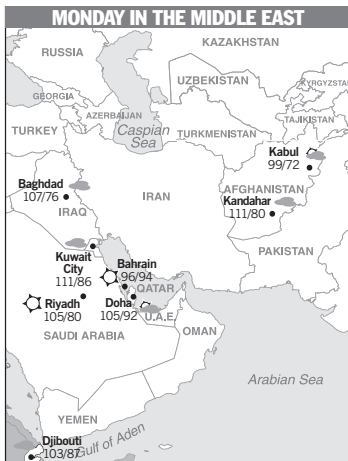 MONDAY IN THE MIDDLE EAST
KAZAKHSTAN
RUSSIA
UZBEKISTAN
KYRGYZSTAN
GEORGIA
AZERBAIJAN
TAJIKISTAN
TURKEY
Caspian
Sea
TURKMENISTAN
Kabul
99/72
Baghdad
107/76
IRAQ
IRAN
AFGHANISTAN
Kandahar
111/80
PAKISTAN
Kuwait
City
111/86
Bahrain
96/94
QATAR
Riyadh
105/80
Doha
105/92
U.A.E.
SAUDI ARABIA
OMAN
Arabian Sea
YEMEN
Djibouti
103/87
Gulf of Aden